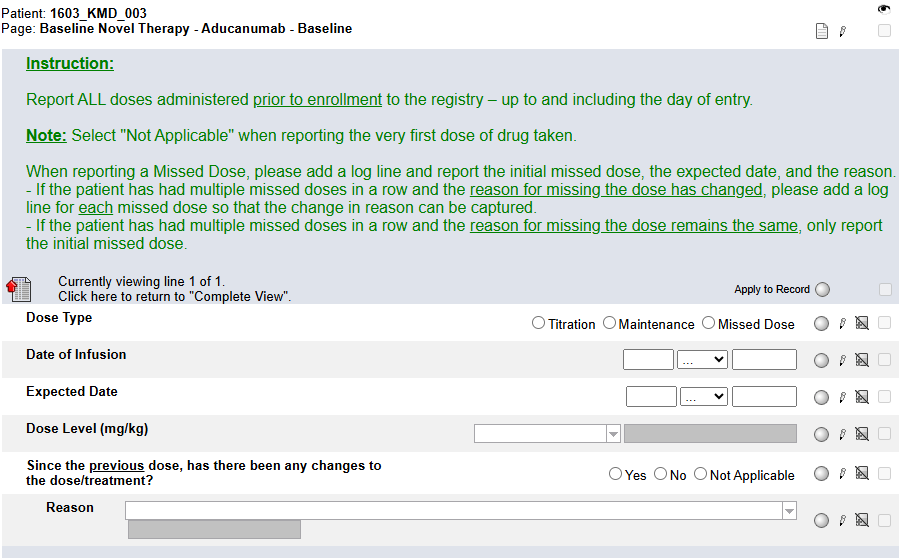 Patient: 1603_KMD_003
Page: Baseline Novel Therapy - Aducanumab - Baseline
Instruction:
Report ALL doses administered prior to enrollment to the registry – up to and including the day of entry.
Note: Select "Not Applicable" when reporting the very first dose of drug taken.
When reporting a Missed Dose, please add a log line and report the initial missed dose, the expected date, and the reason.
- If the patient has had multiple missed doses in a row and the reason for missing the dose has changed, please add a log
line for each missed dose so that the change in reason can be captured.
- If the patient has had multiple missed doses in a row and the reason for missing the dose remains the same, only report
the initial missed dose.
Currently viewing line 1 of 1.
Click here to return to "Complete View".
Apply to Record
Dose Type
Titration Maintenance Missed Dose
Date of Infusion
...
Expected Date
...
Dose Level (mg/kg)
Since the previous dose, has there been any changes to
the dose/treatment?
Yes No Not Applicable
Reason